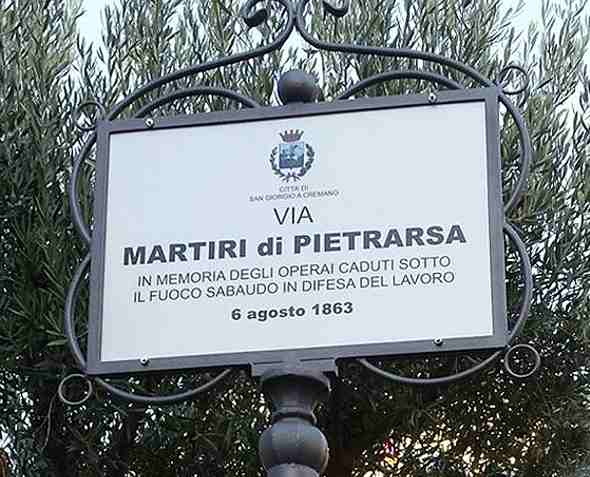 CITTÀ DI
SAN GIORGIO A CREMANO
VIA
MARTIRI di PIETRARSA
IN MEMORIA DEGLI OPERAI CADUTI SOTTO
IL FUOCO SABAUDO IN DIFESA DEL LAVORO
6 agosto 1863